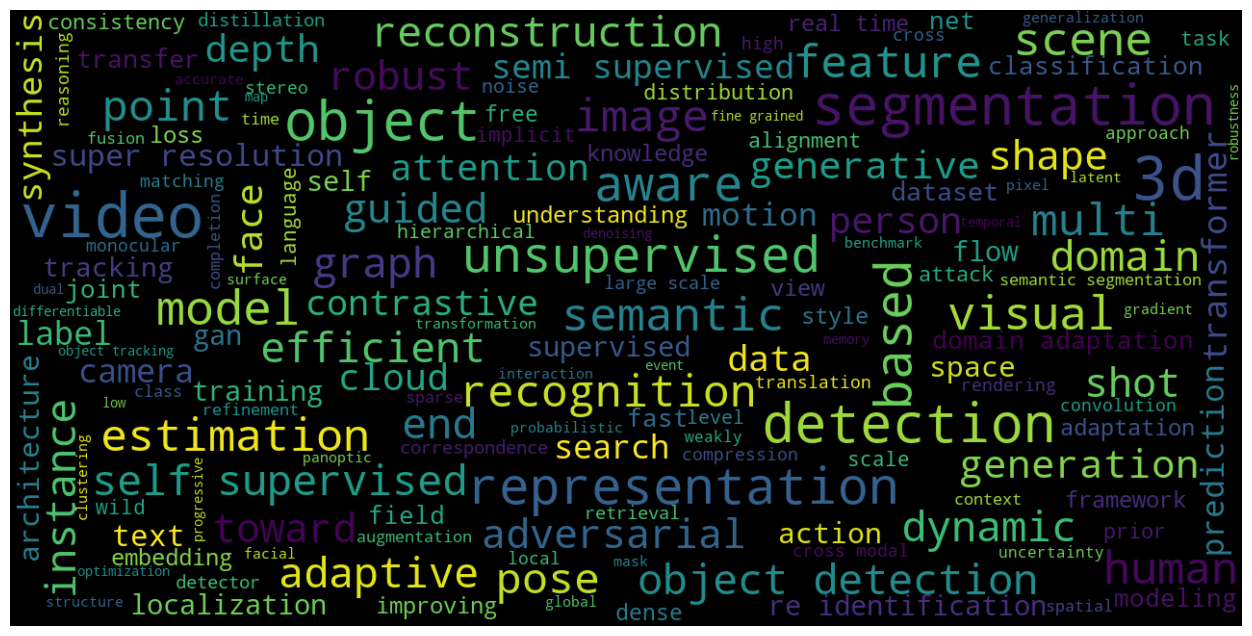 synthesis
consistency
distillation
reconstruction
real time
net
generalization
cross
scene
task
reasoning
transfer
depth
high
robust
semi supervised
feature
classification
accurate
stereo
map
noise
distribution
segmentation
point
time
object
free
image
fine grained
robustness
fusion
loss
implicit
alignment
approach
super resolution
knowledge
generative
shape
matching
self
attention
aware
dataset
pixel
latent
3d
video
face
language
guided
understanding
motion
person
temporal
multi
transformer
monocular
completion
hierarchical
denoising
benchmark
flow
domain
tracking
graph
unsupervised
attack
semantic segmentation
dual
joint
surface
large scale
view
based
differentiable
model
contrastive
semantic
style
visual
gradient
label
gan
transformation
memory
domain adaptation
object tracking
efficient
supervised
data
space
architecture
camera
cloud
interaction
event
translation
rendering
shot
class
training
sparse
recognition
prediction
low
refinement
end
probabilistic
fast
level
detection
convolution
instance
estimation
correspondence
search
weakly
adaptation
clustering
panoptic
compression
scale
generation
self supervised
representation
wild
progressive
field
retrieval
context
framework
text
toward
augmentation
adversarial
action
dynamic
prior
embedding
facial
local
cross modal
uncertainty
optimization
detector
adaptive
pose
mask
object detection
human
structure
localization
improving
global
dense
re identification
spatial
modeling